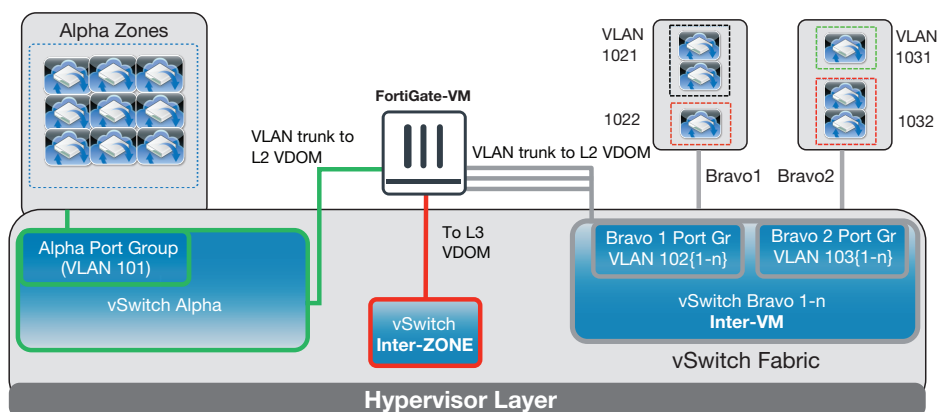 Alpha Zones
FortiGate-VM
VLAN trunk to
L2 VDOM
VLAN trunk to L2 VDOM
To L3
VDOM
VLAN
1021
1022
Bravo1
VLAN
1031
1032
Bravo2
Alpha Port Group
(VLAN 101)
vSwitch Alpha
vSwitch
Inter-ZONE
Bravo 1 Port Gr
VLAN 102{1-n}
Bravo 2 Port Gr
VLAN 103{1-n}
vSwitch Bravo 1-n
Inter-VM
vSwitch Fabric
Hypervisor Layer